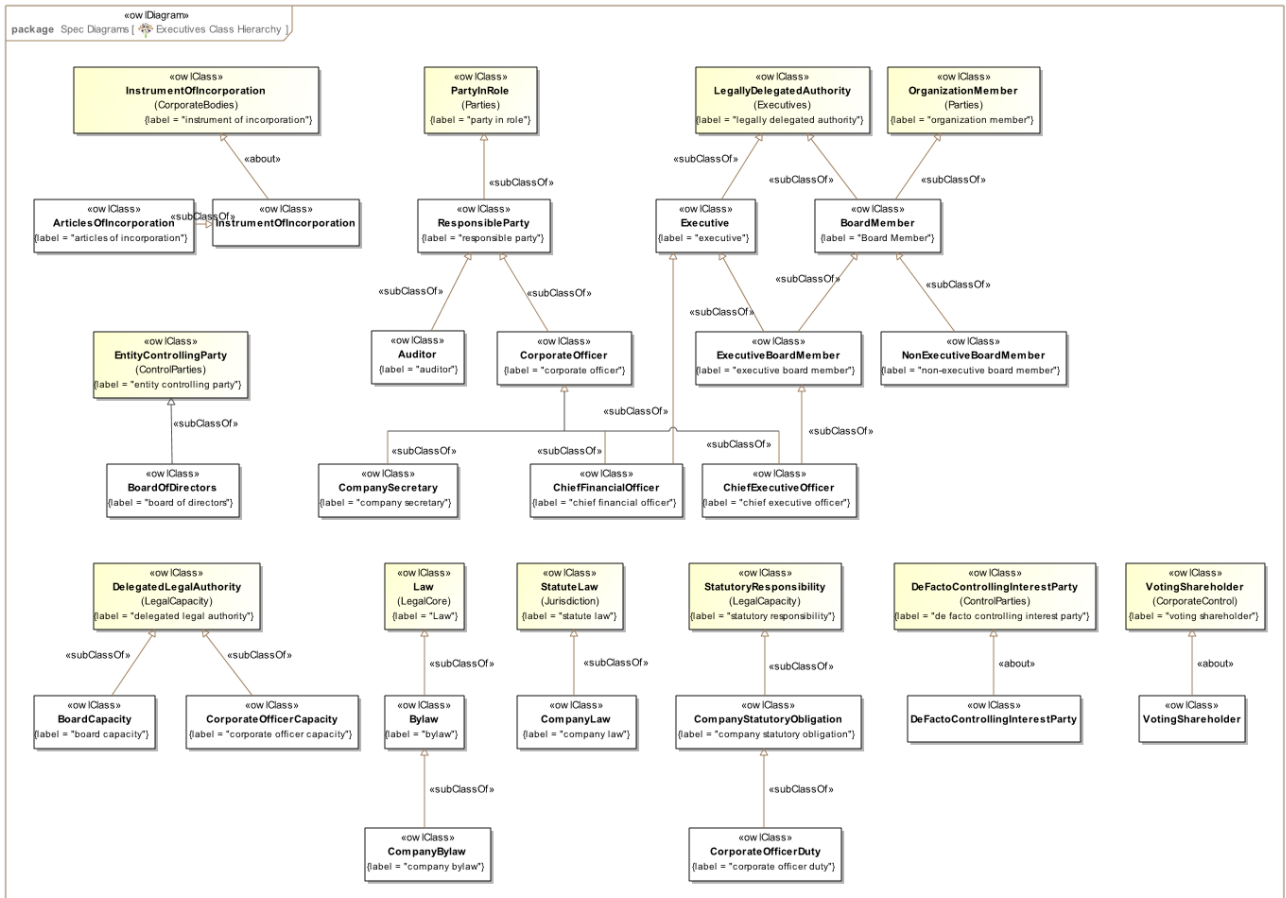 «owlDiagram»
package Spec Diagrams [ Executives Class Hierarchy ]
«owlClass»
InstrumentOfIncorporation
(CorporateBodies)
{label = "instrument of incorporation"}
«owlClass»
PartyInRole
(Parties)
{label = "party in role"}
«owlClass»
LegallyDelegatedAuthority
(Executives)
{label = "legally delegated authority"}
«owlClass»
OrganizationMember
(Parties)
{label = "organization member"}
«about»
«subClassOf»
«subClassOf»
«subClassOf»
«subClassOf»
«owlClass»
ArticlesOfIncorporation
{label = "articles of incorporation"}
«subClassOf»
«owlClass»
InstrumentOfIncorporation
«owlClass»
ResponsibleParty
{label = "responsible party"}
«owlClass»
Executive
{label = "executive"}
«owlClass»
BoardMember
{label = "Board Member"}
«subClassOf»
«subClassOf»
«subClassOf»
«subClassOf»
«subClassOf»
«owlClass»
EntityControllingParty
(ControlParties)
{label = "entity controlling party"}
«owlClass»
Auditor
{label = "auditor"}
«owlClass»
CorporateOfficer
{label = "corporate officer"}
«owlClass»
ExecutiveBoardMember
{label = "executive board member"}
«owlClass»
NonExecutiveBoardMember
{label = "non-executive board member"}
«subClassOf»
«subClassOf»
«subClassOf»
«subClassOf»
«subClassOf»
«subClassOf»
«owlClass»
BoardOfDirectors
{label = "board of directors"}
«owlClass»
CompanySecretary
{label = "company secretary"}
«owlClass»
ChiefFinancialOfficer
{label = "chief financial officer"}
«owlClass»
ChiefExecutiveOfficer
{label = "chief executive officer"}
«owlClass»
DelegatedLegalAuthority
(LegalCapacity)
{label = "delegated legal authority"}
«owlClass»
Law
(LegalCore)
{label = "Law"}
«owlClass»
StatuteLaw
(Jurisdiction)
{label = "statute law"}
«owlClass»
StatutoryResponsibility
(LegalCapacity)
{label = "statutory responsibility"}
«owlClass»
DeFactoControllingInterestParty
(ControlParties)
{label = "de facto controlling interest party"}
«owlClass»
VotingShareholder
(CorporateControl)
{label = "voting shareholder"}
«subClassOf»
«subClassOf»
«subClassOf»
«subClassOf»
«subClassOf»
«about»
«about»
«owlClass»
BoardCapacity
{label = "board capacity"}
«owlClass»
CorporateOfficerCapacity
{label = "corporate officer capacity"}
«owlClass»
Bylaw
{label = "bylaw"}
«owlClass»
CompanyLaw
{label = "company law"}
«owlClass»
CompanyStatutoryObligation
{label = "company statutory obligation"}
«owlClass»
DeFactoControllingInterestParty
«owlClass»
VotingShareholder
«subClassOf»
«subClassOf»
«owlClass»
CompanyBylaw
{label = "company bylaw"}
«owlClass»
CorporateOfficerDuty
{label = "corporate officer duty"}